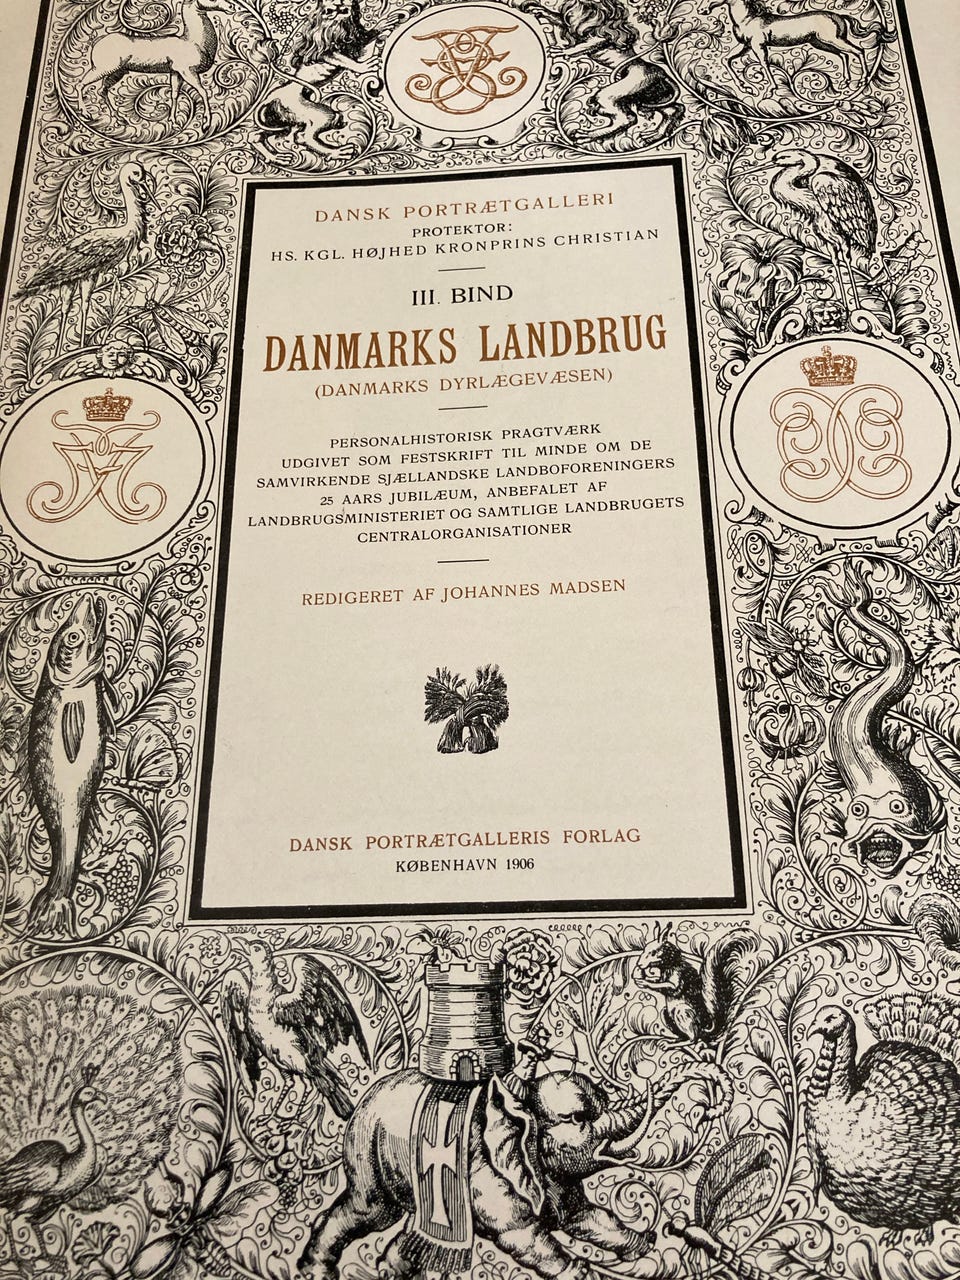 DANSK PORTRÆTGALLERI
PROTEKTOR:
HS. KGL. HØJHED KRONPRINS CHRISTIAN
III. BIND
DANMARKS LANDBRUG
(DANMARKS DYRLÆGEVÆSEN)
PERSONALHISTORISK PRAGTVÆRK
UDGIVET SOM FESTSKRIFT TIL MINDE OM DE
SAMVIRKENDE SJÆLLANDSKE LANDBOFORENINGERS
25 AARS JUBILÆUM, ANBEFALET AF
LANDBRUGSMINISTERIET OG SAMTLIGE LANDBRUGETS
CENTRALORGANISATIONER
REDIGERET AF JOHANNES MADSEN
DANSK PORTRÆTGALLERIS FORLAG
KØBENHAVN 1906